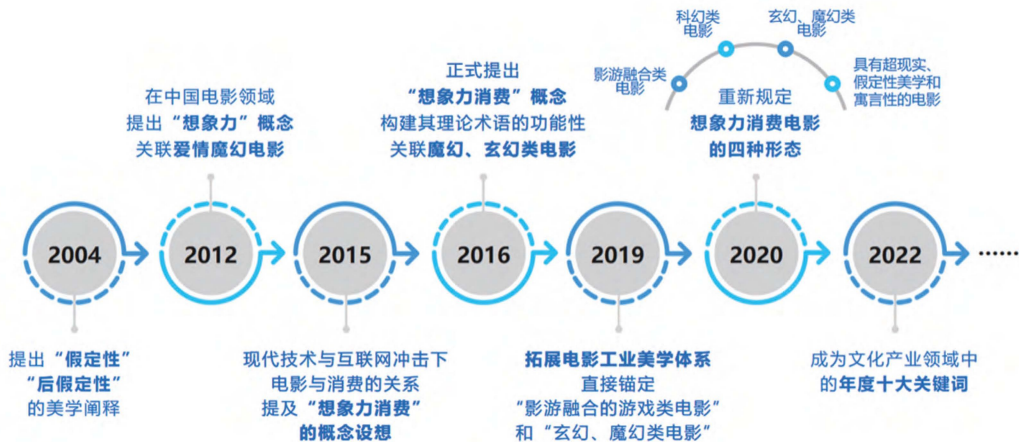 科幻类
电影
玄幻、魔幻类
电影
影游融合类
电影
具有超现实、
假定性美学和
寓言性的电影
在中国电影领域
提出“想象力”概念
关联爱情魔幻电影
正式提出
“想象力消费”概念
构建其理论术语的功能性
关联魔幻、玄幻类电影
重新规定
想象力消费电影
的四种形态
2004
2012
2015
2016
2019
2020
2022
······
提出“假定性”
“后假定性”
的美学阐释
现代技术与互联网冲击下
电影与消费的关系
提及“想象力消费”
的概念设想
拓展电影工业美学体系
直接锚定
“影游融合的游戏类电影”
和“玄幻、魔幻类电影”
成为文化产业领域中
的年度十大关键词